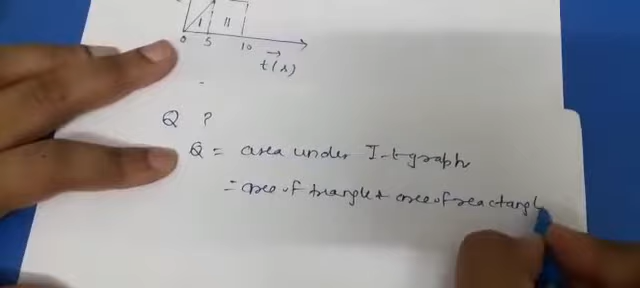 I II
0 5 10
t(s)
Q ?
Q = area under I-t graph
= area of triangle + area of reactangle